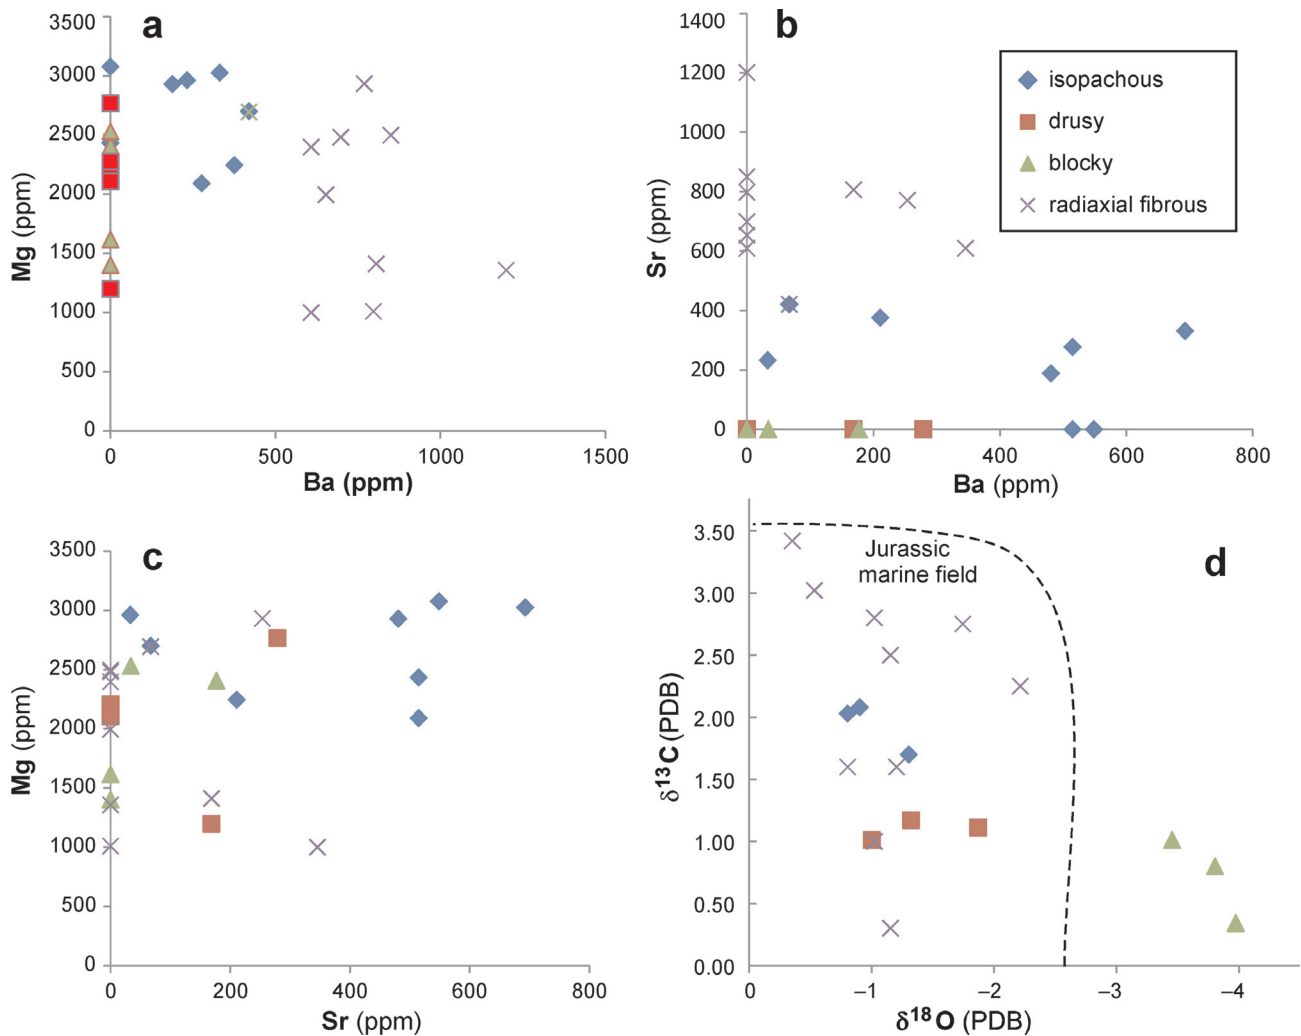 a
3500
3000
2500
2000
1500
1000
500
0
Mg (ppm)
0
500
1000
1500
Ba (ppm)
b
1400
1200
1000
800
600
400
200
0
Sr (ppm)
0
200
400
600
800
Ba (ppm)
isopachous
drusy
blocky
radiaxial fibrous
c
3500
3000
2500
2000
1500
1000
500
0
Mg (ppm)
0
200
400
600
800
Sr (ppm)
d
Jurassic
marine field
3.50
3.00
2.50
2.00
1.50
1.00
0.50
0.00
δ¹³C (PDB)
0
–1
–2
–3
–4
δ¹⁸O (PDB)